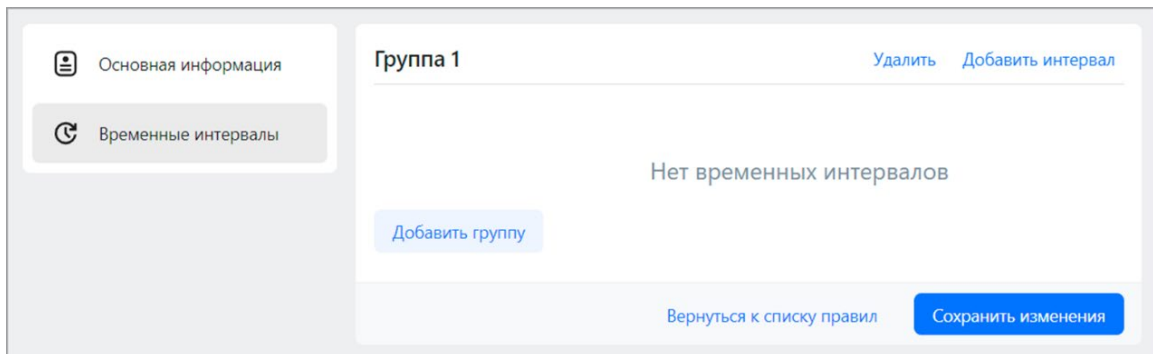 Основная информация
Временные интервалы
Группа 1
Удалить
Добавить интервал
Нет временных интервалов
Добавить группу
Вернуться к списку правил
Сохранить изменения